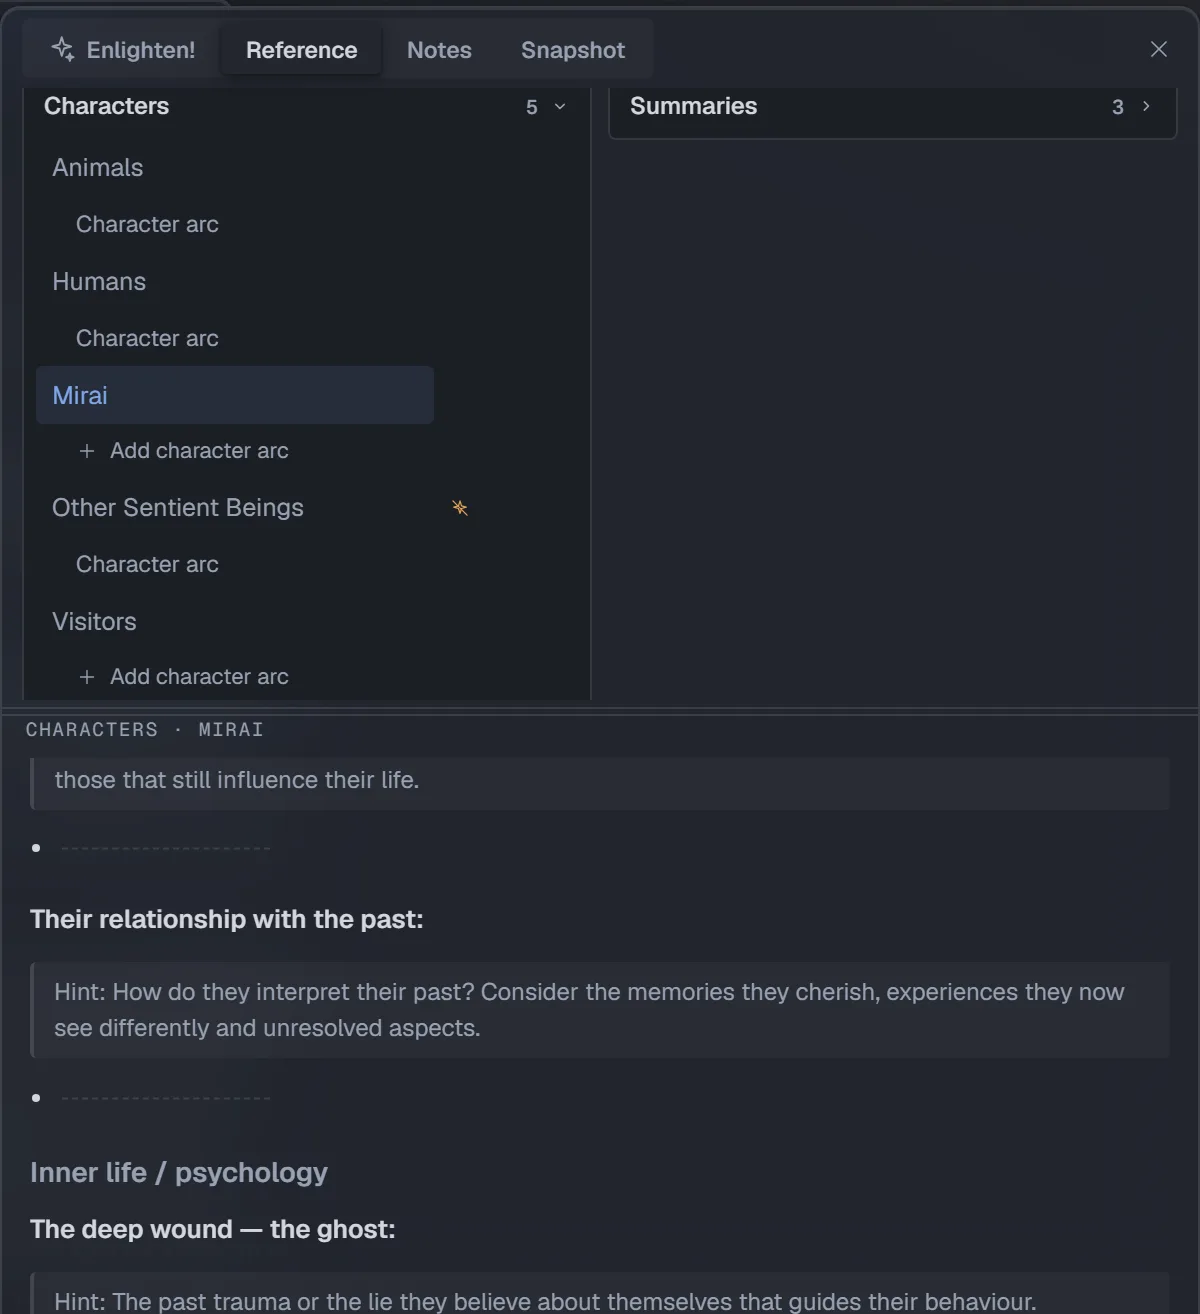 Enlighten!
Reference
Notes
Snapshot
Characters
5
Animals
Character arc
Humans
Character arc
Mirai
+ Add character arc
Other Sentient Beings
Character arc
Visitors
+ Add character arc
Summaries
3
CHARACTERS · MIRAI
those that still influence their life.
Their relationship with the past:
Hint: How do they interpret their past? Consider the memories they cherish, experiences they now
see differently and unresolved aspects.
Inner life / psychology
The deep wound — the ghost:
Hint: The past trauma or the lie they believe about themselves that guides their behaviour.